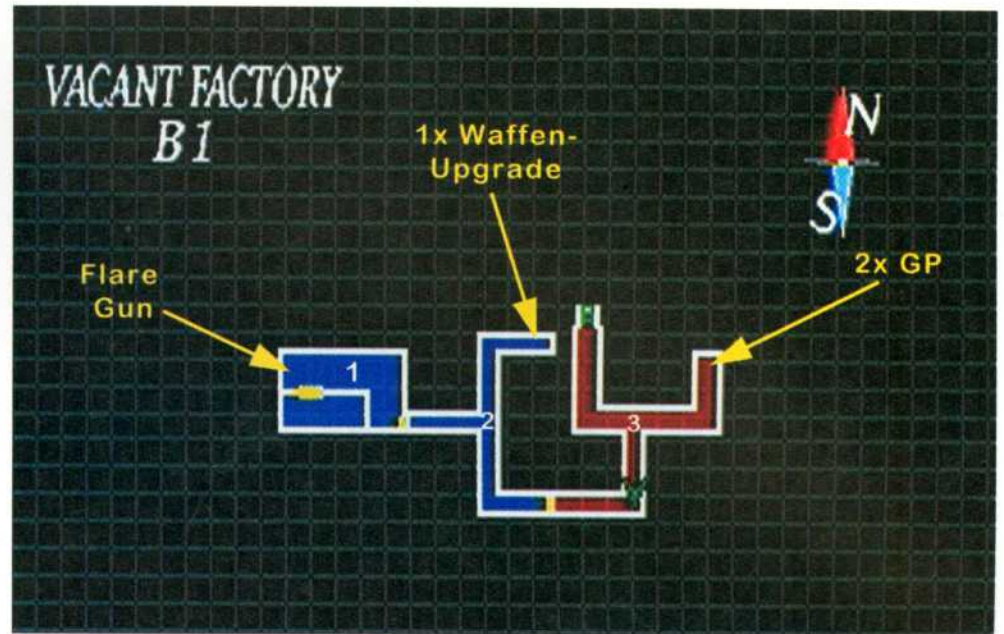 VACANT FACTORY
B1
N
S
1x Waffen-
Upgrade
2x GP
Flare
Gun
1
2
3